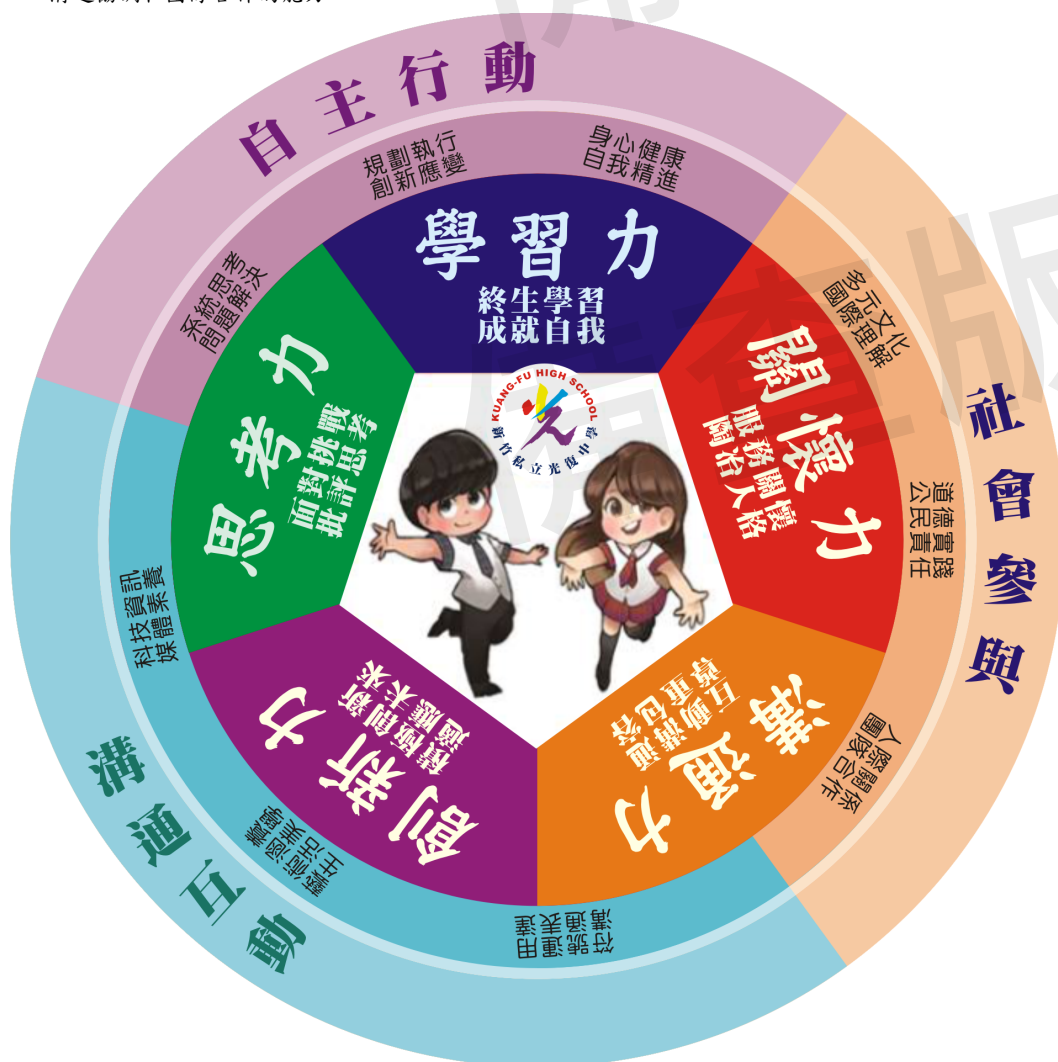 自主行動
規劃執行
創新應變
身心健康
自我精進
系統思考
問題解決
學習力
終生學習
成就自我
多元文化
國際理解
關懷力
服務關懷
陶冶人格
社會參與
道德實踐
公民責任
人際關係
團隊合作
溝通力
互動溝通
尊重包容
符號運用
溝通表達
創新力
積極創新
適應未來
藝術涵養
生活美學
溝通互動
科技資訊
媒體素養
思考力
面對挑戰
批評思考
KUANG-FU HIGH SCHOOL
新竹私立光復中學